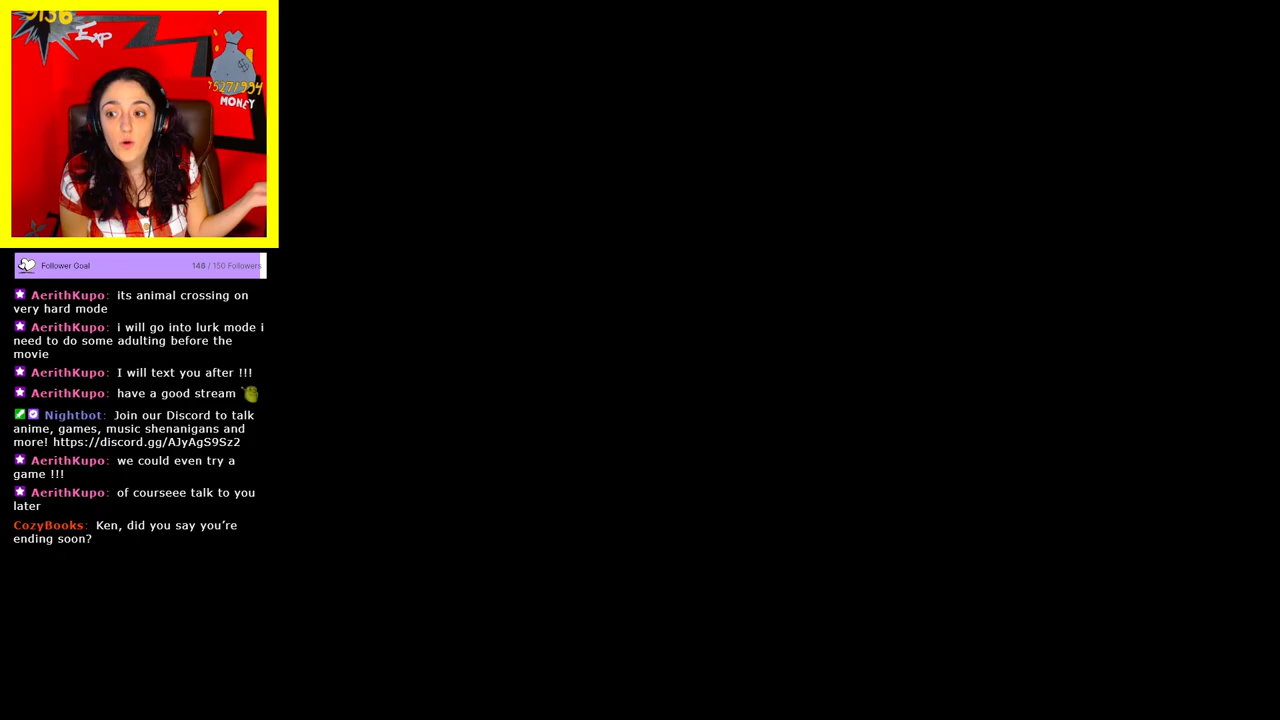 9136
Exp
MONEY
Follower Goal 146 / 150 Followers
AerithKupo: its animal crossing on
very hard mode
AerithKupo: i will go into lurk mode i
need to do some adulting before the
movie
AerithKupo: I will text you after !!!
AerithKupo: have a good stream
Nightbot: Join our Discord to talk
anime, games, music shenanigans and
more! https://discord.gg/AJyAgS9Sz2
AerithKupo: we could even try a
game !!!
AerithKupo: of courseee talk to you
later
CozyBooks: Ken, did you say you’re
ending soon?